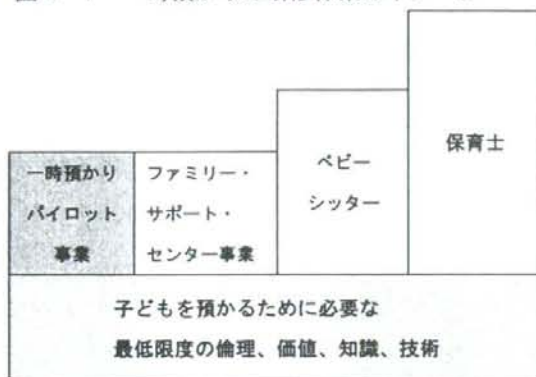 保育士
ベビー
シッター
一時預かり
パイロット
事業
ファミリー・
サポート・
センター事業
子どもを預かるために必要な
最低限度の倫理、価値、知識、技術